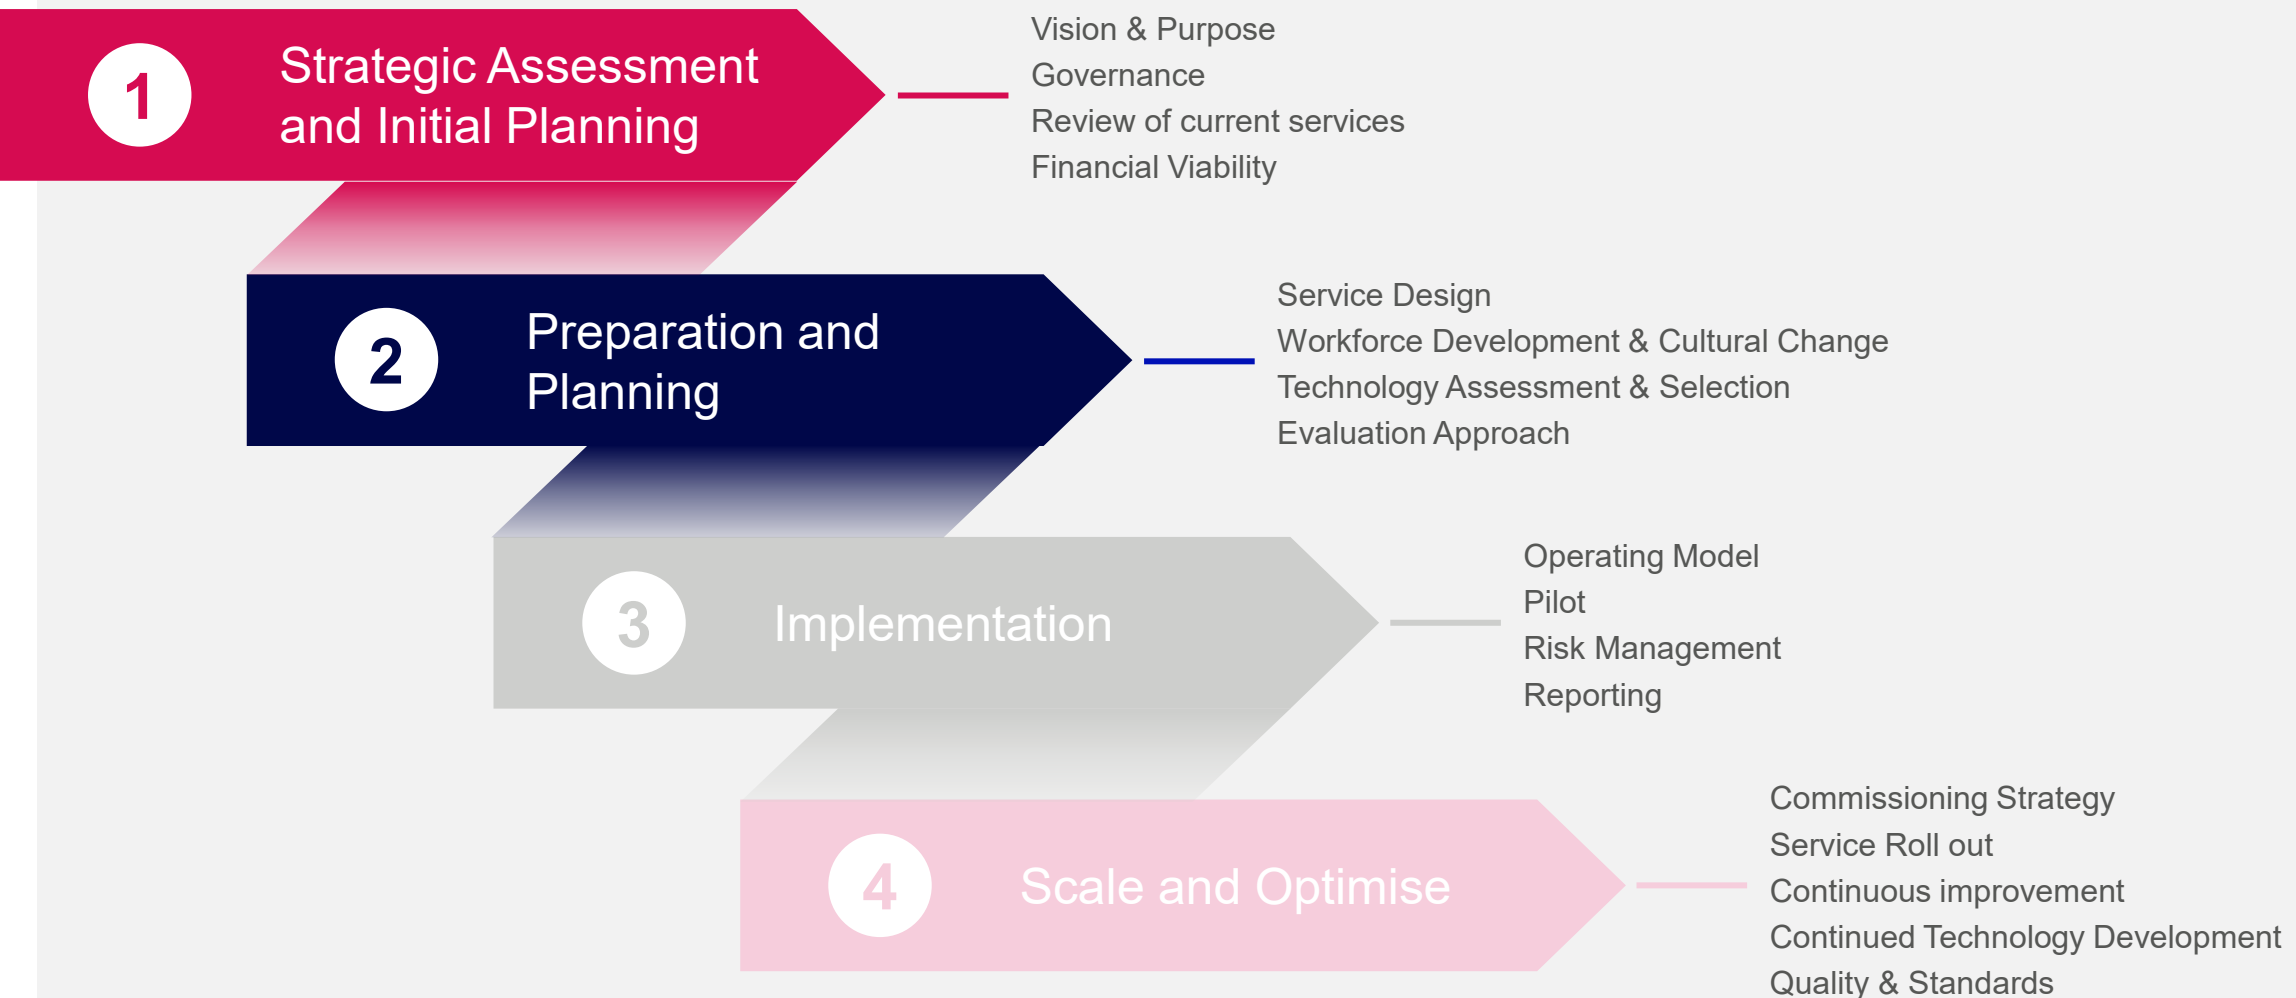 1
Strategic Assessment
and Initial Planning
Vision & Purpose
Governance
Review of current services
Financial Viability
2
Preparation and
Planning
Service Design
Workforce Development & Cultural Change
Technology Assessment & Selection
Evaluation Approach
3
Implementation
Operating Model
Pilot
Risk Management
Reporting
4
Scale and Optimise
Commissioning Strategy
Service Roll out
Continuous improvement
Continued Technology Development
Quality & Standards